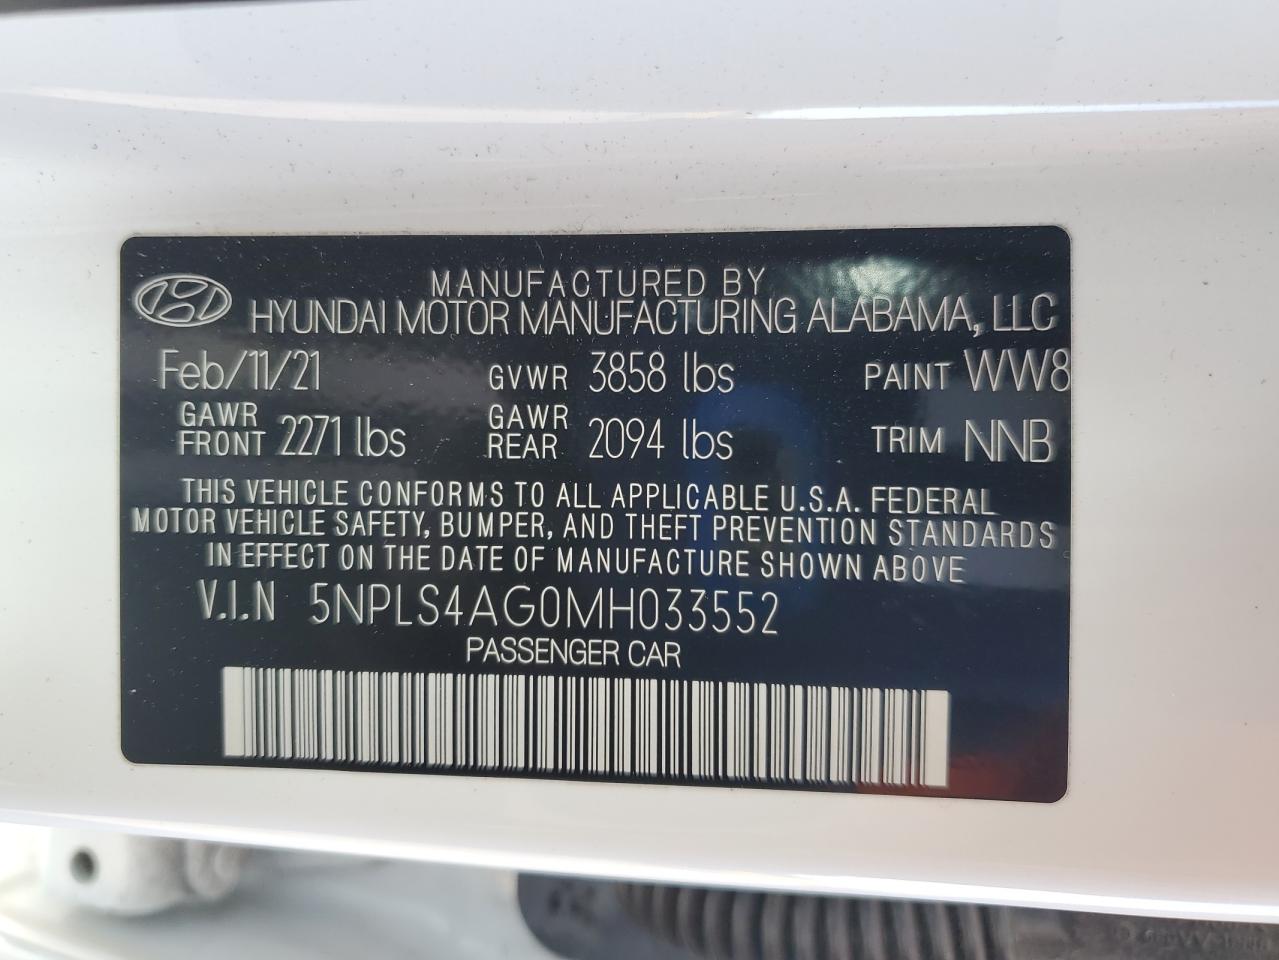 MANUFACTURED BY
HYUNDAI MOTOR MANUFACTURING ALABAMA, LLC
Feb/11/21 GVWR 3858 lbs PAINT WW8
GAWR FRONT 2271 lbs GAWR REAR 2094 lbs TRIM NNB
THIS VEHICLE CONFORMS TO ALL APPLICABLE U.S.A. FEDERAL
MOTOR VEHICLE SAFETY, BUMPER, AND THEFT PREVENTION STANDARDS
IN EFFECT ON THE DATE OF MANUFACTURE SHOWN ABOVE
V.I.N 5NPLS4AG0MH033552
PASSENGER CAR